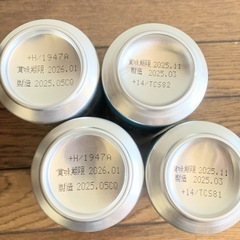 +H/1947A
賞味期限 2026.01
製造 2025.05CO
賞味期限 2025.11
製造 2025.03
+14/TCS82
+H/1947A
賞味期限 2026.01
製造 2025.05CO
賞味期限 2025.11
製造 2025.03
+14/TCS81